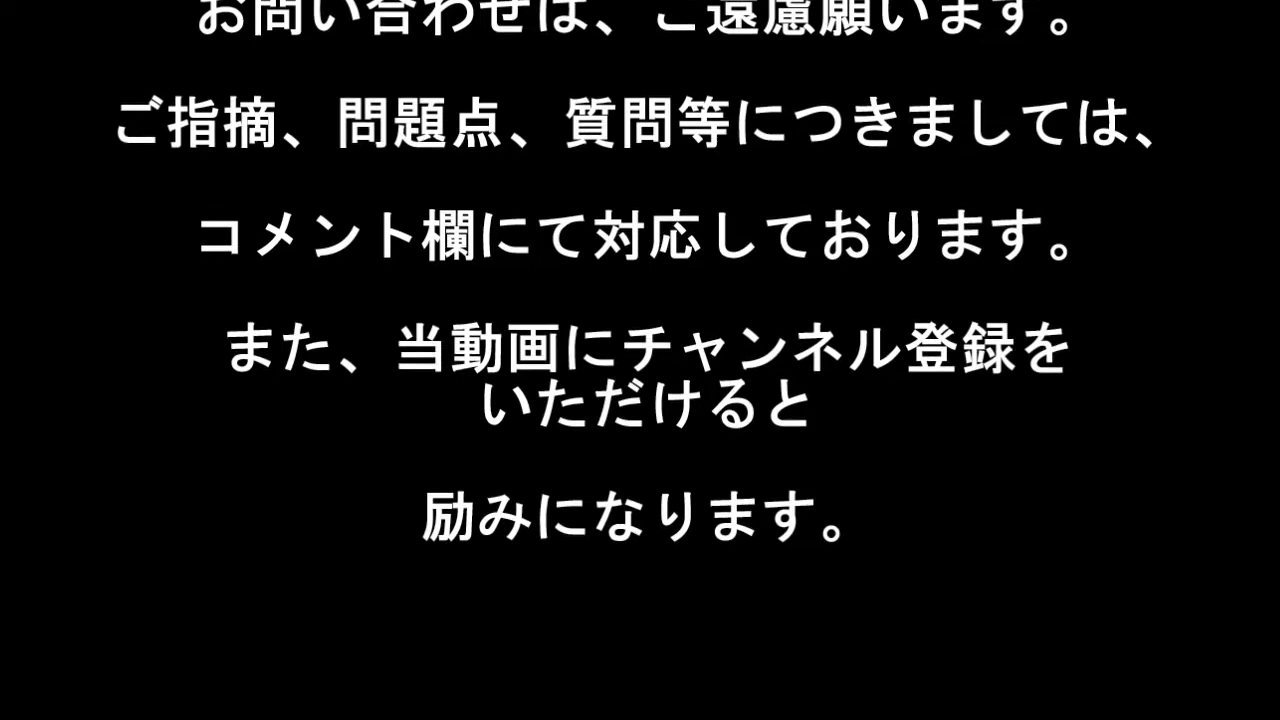 お問い合わせは、ご遠慮願います。
ご指摘、問題点、質問等につきましては、
コメント欄にて対応しております。
また、当動画にチャンネル登録を
いただけると
励みになります。